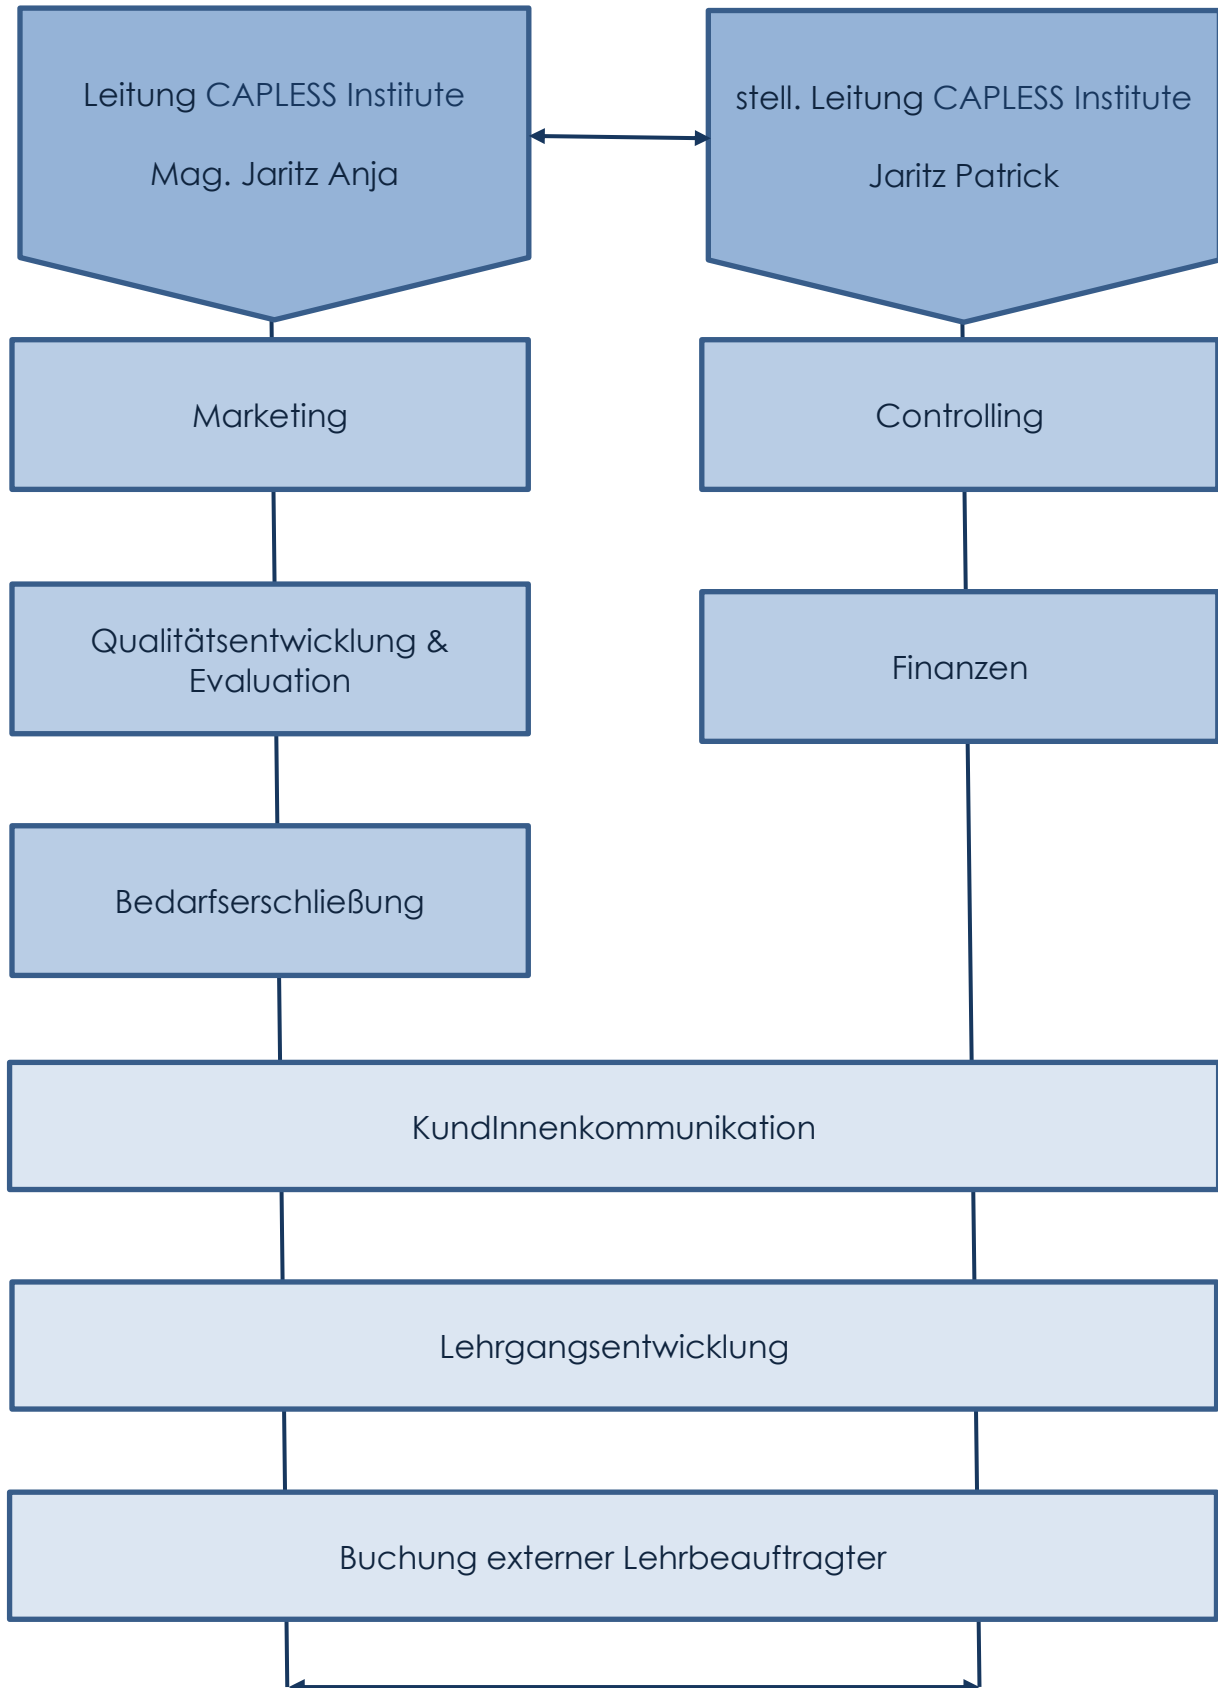 Leitung CAPLESS Institute
Mag. Jaritz Anja
stell. Leitung CAPLESS Institute
Jaritz Patrick
Marketing
Controlling
Qualitätsentwicklung &
Evaluation
Finanzen
Bedarfserschließung
KundInnenkommunikation
Lehrgangsentwicklung
Buchung externer Lehrbeauftragter